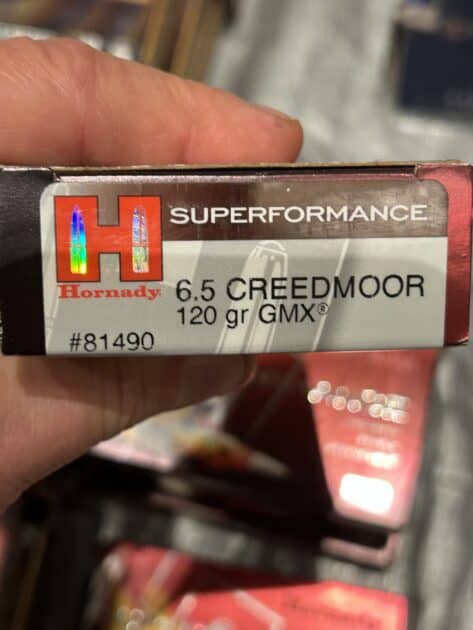 SUPERFORMANCE
H
Hornady
6.5 CREEDMOOR
120 gr GMX®
#81490